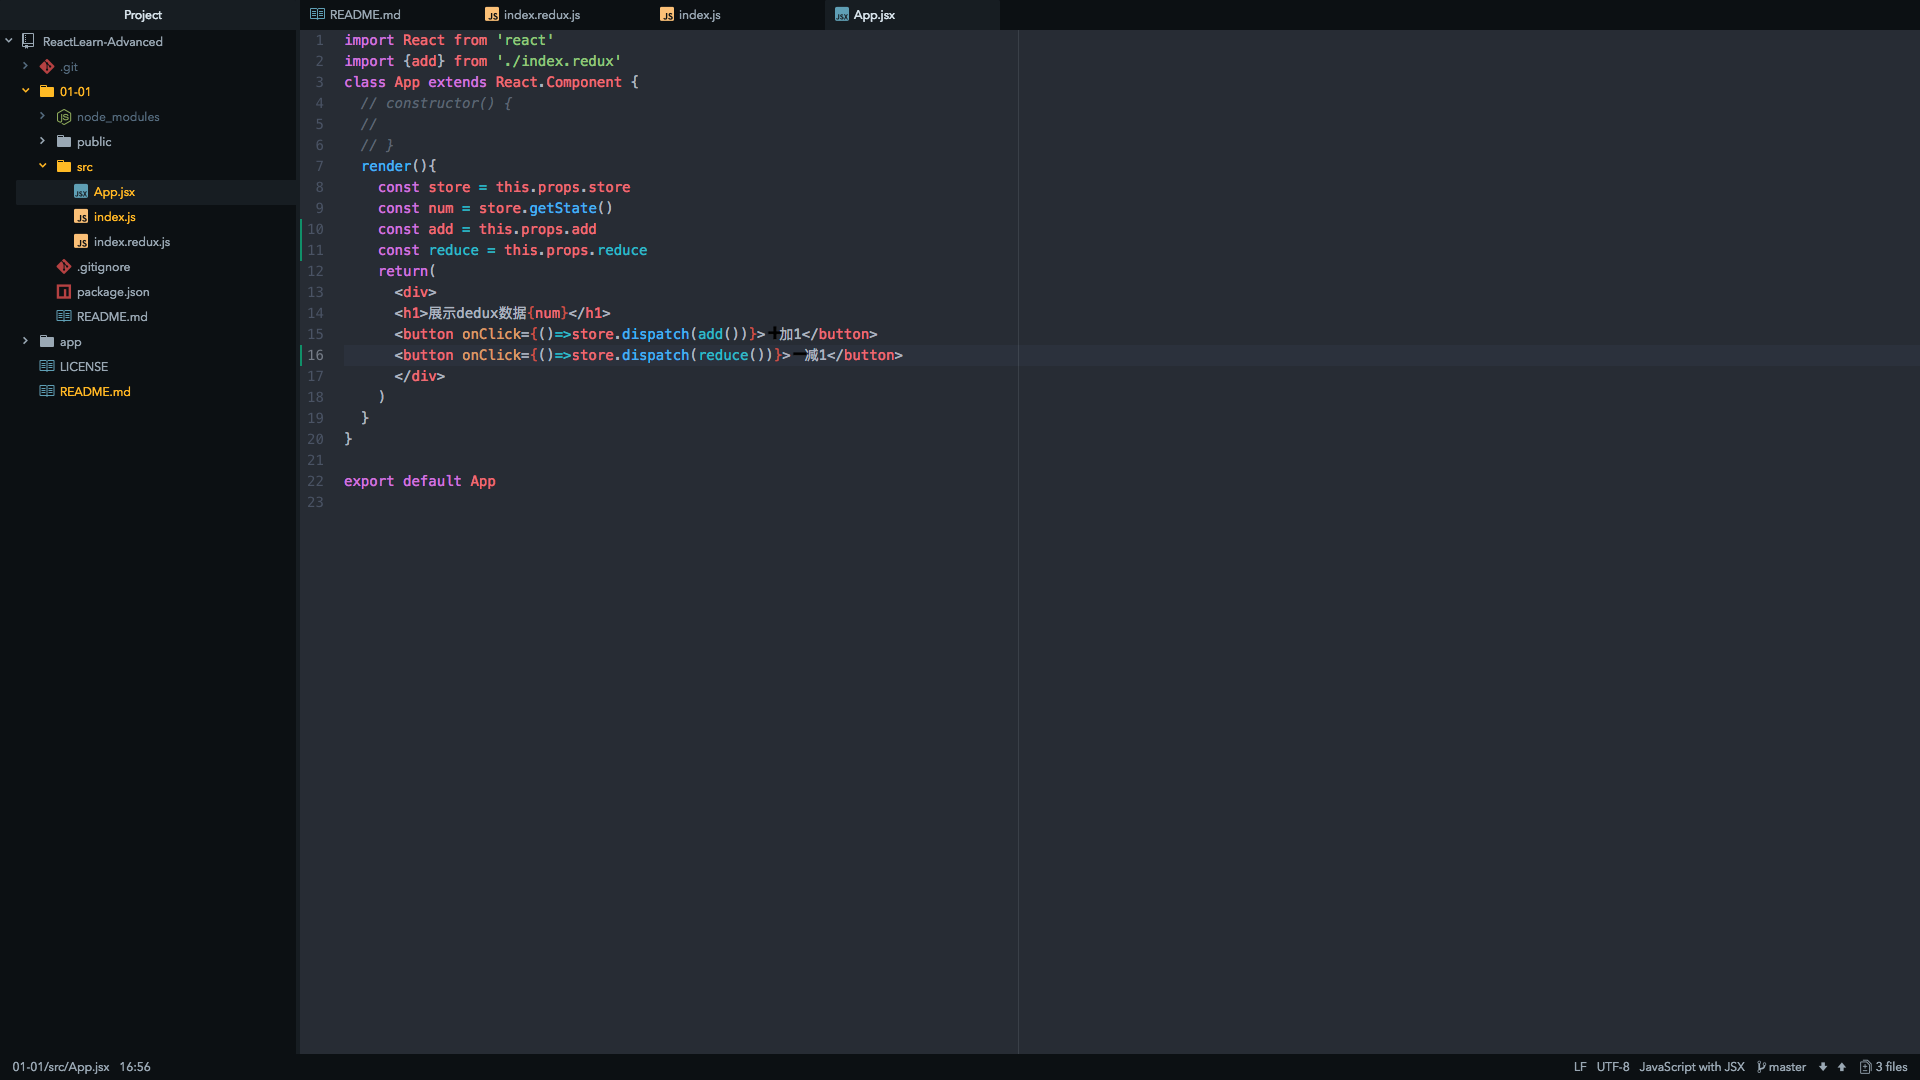 Project
README.md
index.redux.js
index.js
App.jsx
ReactLearn-Advanced
.git
01-01
node_modules
public
src
App.jsx
index.js
index.redux.js
.gitignore
package.json
README.md
app
LICENSE
README.md
1 import React from 'react'
2 import {add} from './index.redux'
3 class App extends React.Component {
4 // constructor() {
5 //
6 // }
7 render(){
8 const store = this.props.store
9 const num = store.getState()
10 const add = this.props.add
11 const reduce = this.props.reduce
12 return(
13 <div>
14 <h1>展示dedux数据{num}</h1>
15 <button onClick={()=>store.dispatch(add())}>➕加1</button>
16 <button onClick={()=>store.dispatch(reduce())}>➖减1</button>
17 </div>
18 )
19 }
20 }
21
22 export default App
23
01-01/src/App.jsx 16:56
LF UTF-8 JavaScript with JSX master 3 files